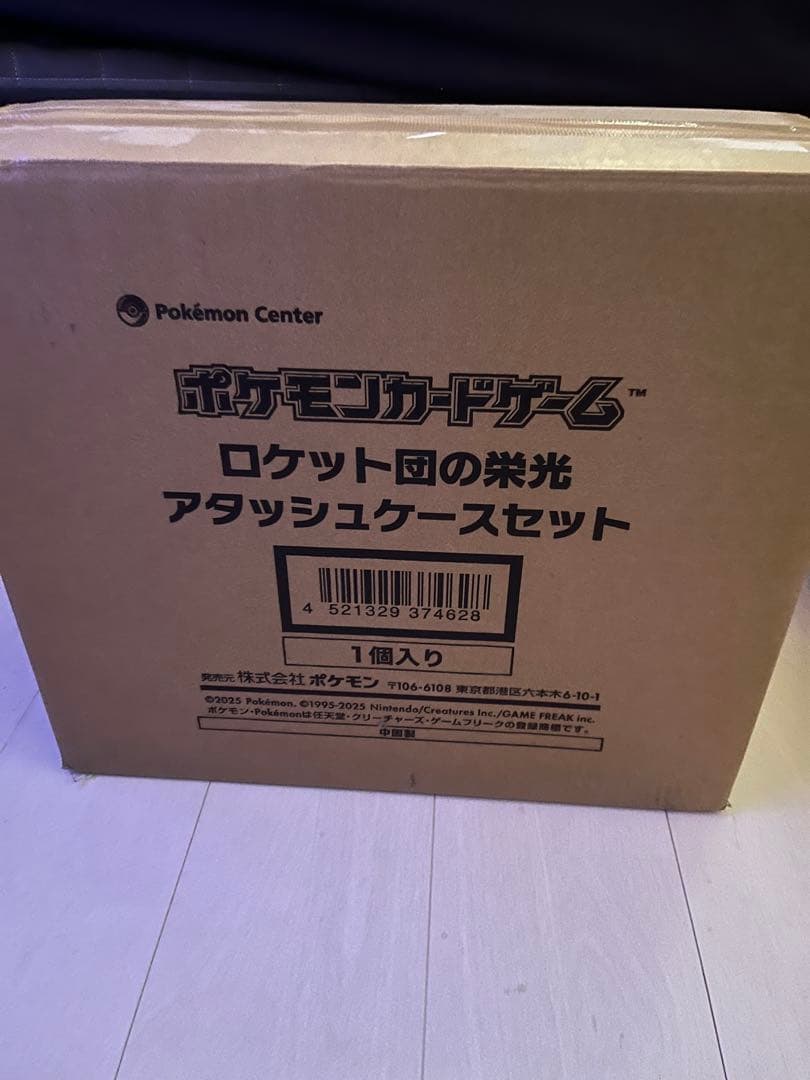 Pokémon Center
ポケモンカードゲーム™
ロケット団の栄光
アタッシュケースセット
4 521329 374628
1個入り
発売元 株式会社 ポケモン 〒106-6108 東京都港区六本木6-10-1
©2025 Pokémon. ©1995-2025 Nintendo/Creatures Inc./GAME FREAK inc.
ポケモン・Pokémonは任天堂・クリーチャーズ・ゲームフリークの登録商標です。
中国製